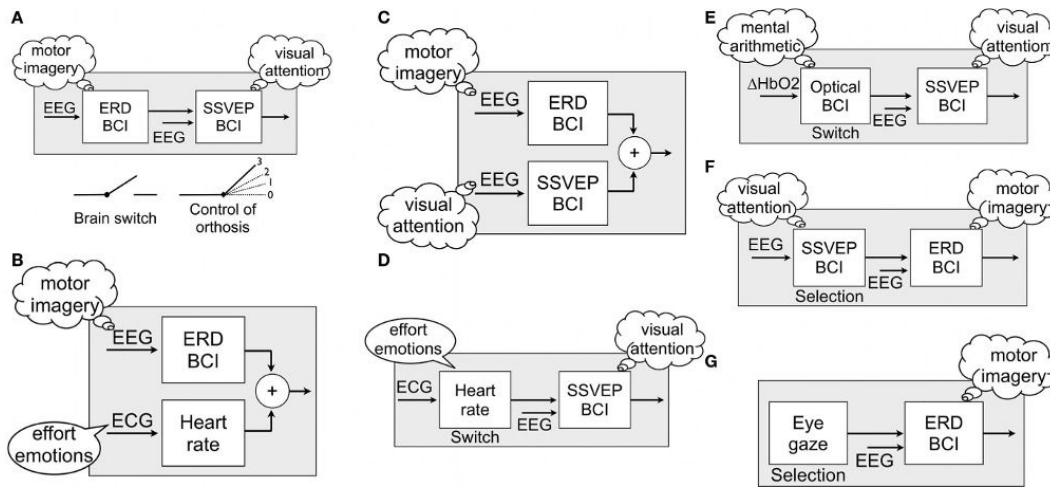 A
motor
imagery
visual
attention
EEG
ERD
BCI
EEG
SSVEP
BCI
Brain switch
3
2
1
0
Control of
orthosis
B
motor
imagery
EEG
ERD
BCI
+
effort
emotions
ECG
Heart
rate
C
motor
imagery
EEG
ERD
BCI
+
visual
attention
EEG
SSVEP
BCI
D
effort
emotions
visual
attention
ECG
Heart
rate
Switch
EEG
SSVEP
BCI
E
mental
arithmetic
visual
attention
ΔHbO2
Optical
BCI
Switch
EEG
SSVEP
BCI
F
visual
attention
motor
imagery
EEG
SSVEP
BCI
Selection
EEG
ERD
BCI
G
motor
imagery
Eye
gaze
Selection
EEG
ERD
BCI